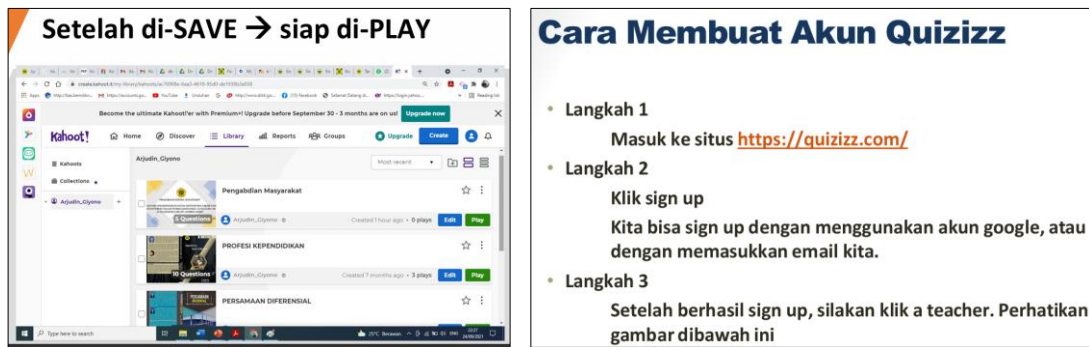 Setelah di-SAVE → siap di-PLAY
Become the ultimate Kahoot!'er with Premium+! Upgrade before September 30 - 3 months are on us!
Upgrade now
Kahoot!
Home
Discover
Library
Reports
Groups
Upgrade
Create
Kahoots
Collections
Arjudin_Giyono
Arjudin_Giyono
Most recent
Pengabdian Masyarakat
5 Questions
Arjudin_Giyono
Created 1 hour ago • 0 plays
Edit
Play
PROFESI KEPENDIDIKAN
10 Questions
Arjudin_Giyono
Created 7 months ago • 3 plays
Edit
Play
PERSAMAAN DIFERENSIAL
Type here to search
Cara Membuat Akun Quizizz
• Langkah 1
Masuk ke situs https://quizizz.com/
• Langkah 2
Klik sign up
Kita bisa sign up dengan menggunakan akun google, atau
dengan memasukkan email kita.
• Langkah 3
Setelah berhasil sign up, silakan klik a teacher. Perhatikan
gambar dibawah ini